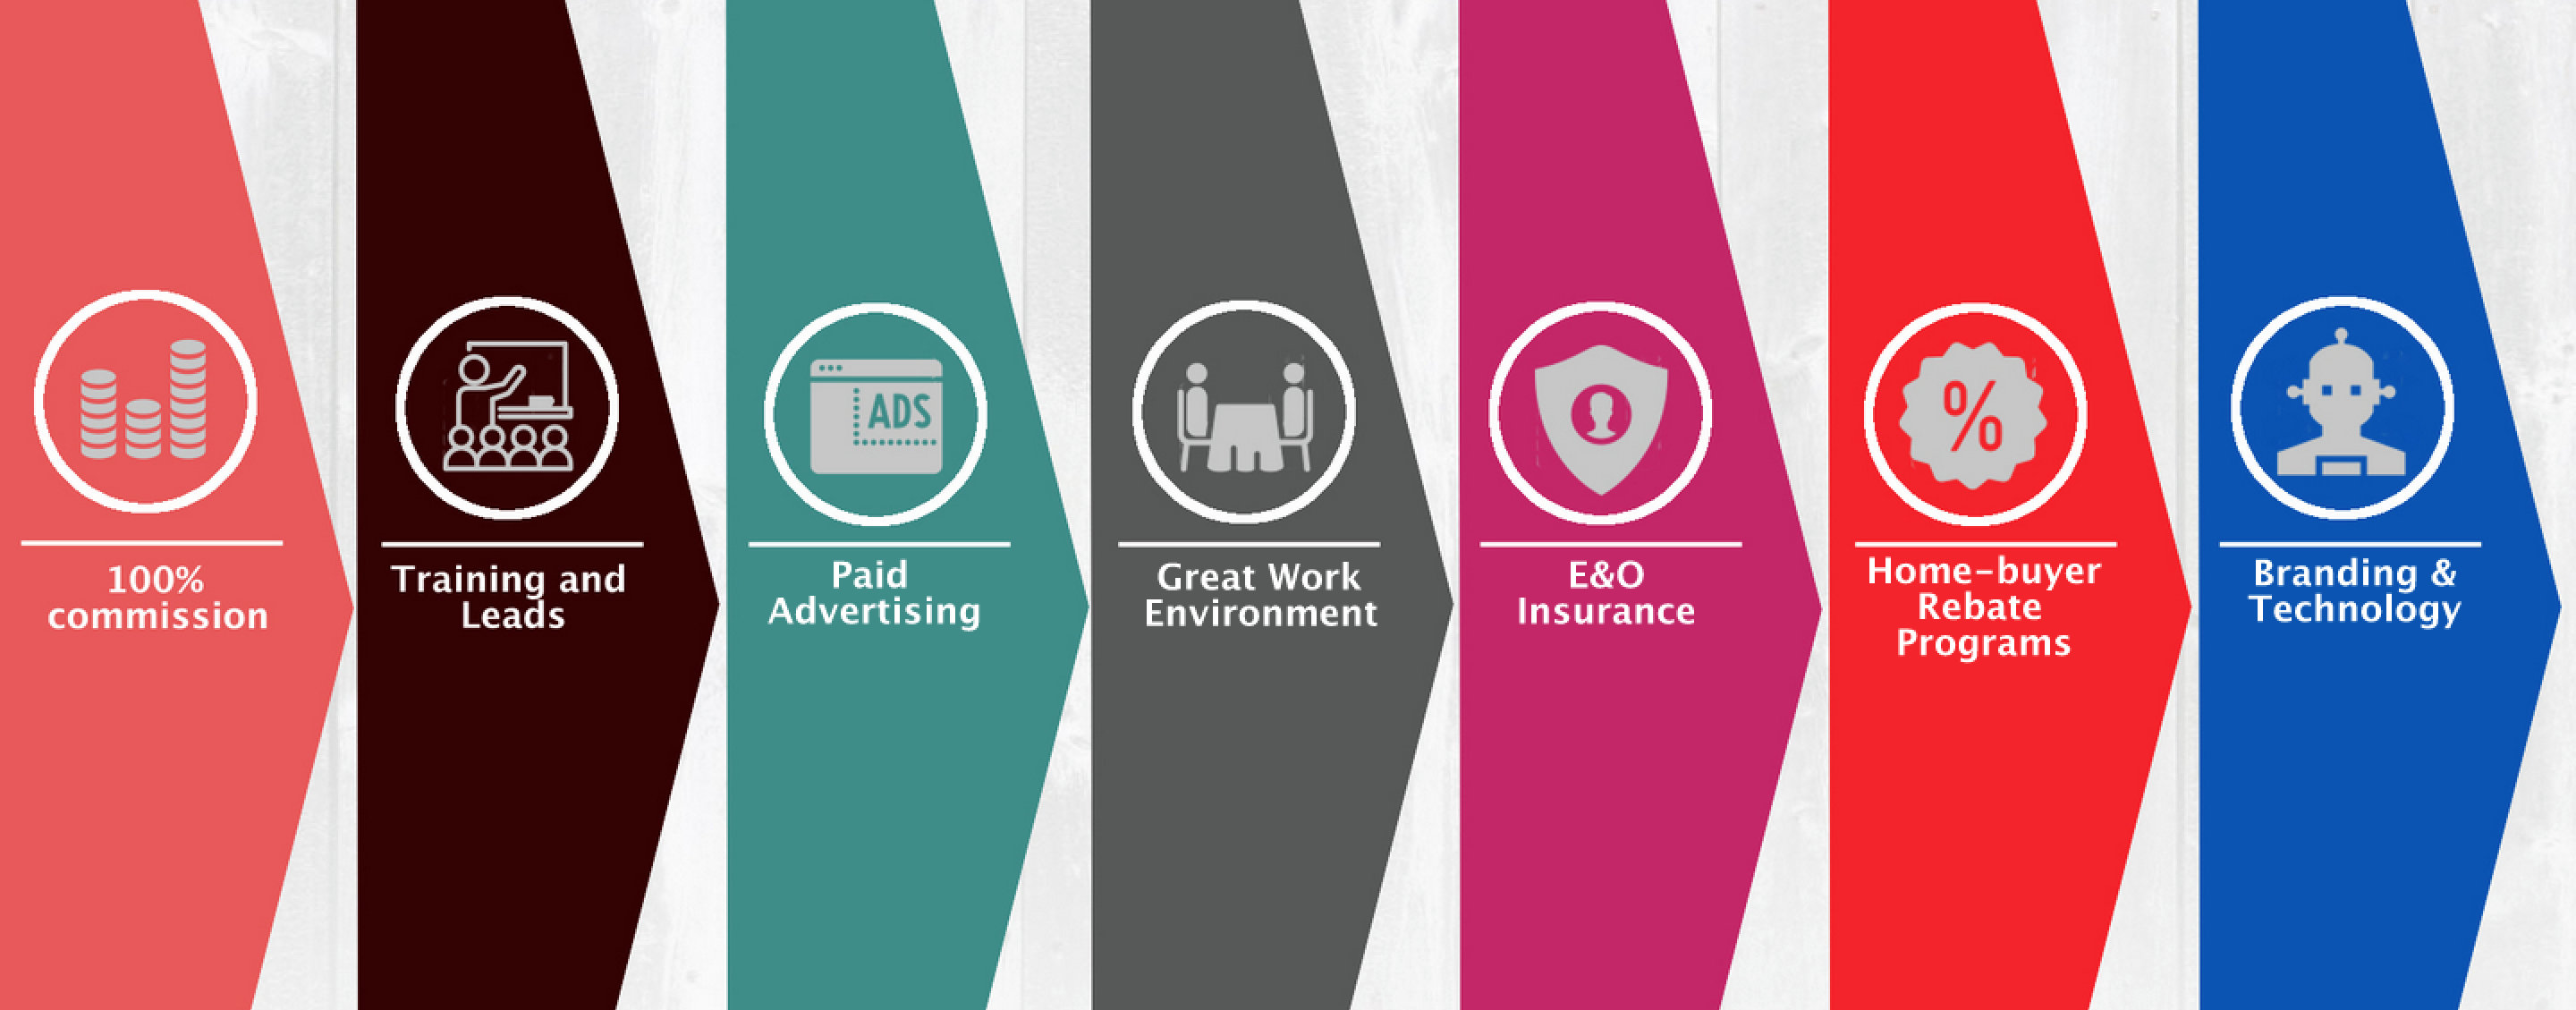 100%
commission
Training and
Leads
ADS
Paid
Advertising
Great Work
Environment
E&O
Insurance
%
Home-buyer
Rebate
Programs
Branding &
Technology